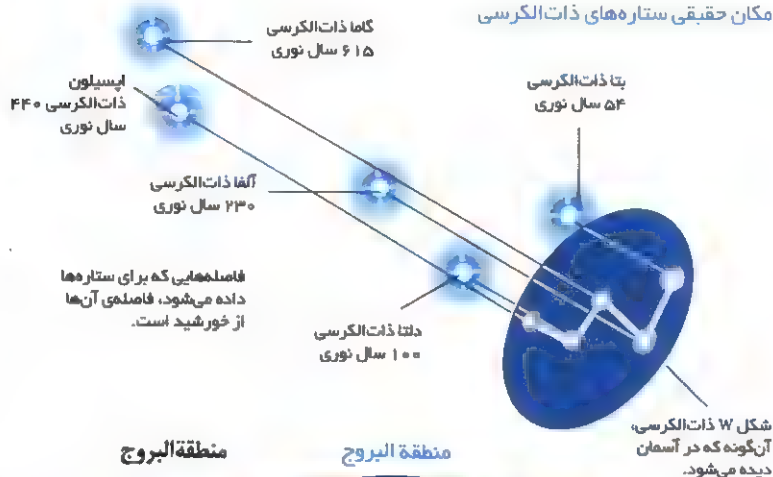 مکان حقیقی ستاره‌های ذات‌الکرسی
گاما ذات‌الکرسی
۶۱۵ سال نوری
اپسیلون
ذات‌الکرسی ۴۴۰
سال نوری
بتا ذات‌الکرسی
۵۴ سال نوری
آلفا ذات‌الکرسی
۲۳۰ سال نوری
فاصله‌هایی که برای ستاره‌ها
داده می‌شود، فاصله‌ی آن‌ها
از خورشید است.
دلتا ذات‌الکرسی
۱۰۰ سال نوری
شکل W ذات‌الکرسی،
آن‌گونه که در آسمان
دیده می‌شود.
منطقة البروج
منطقة‌البروج